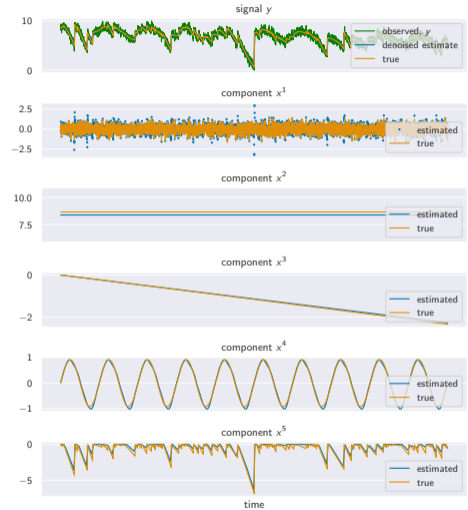 signal y
10
0
observed, y
denoised estimate
true
component x¹
2.5
0.0
−2.5
estimated
true
component x²
10.0
7.5
estimated
true
component x³
0
−2
estimated
true
component x⁴
1
0
−1
estimated
true
component x⁵
0
−5
estimated
true
time